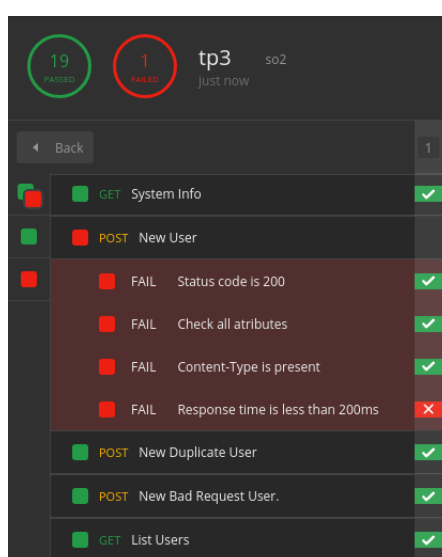 19
PASSED
1
FAILED
tp3 so2
just now
Back 1
GET System Info
POST New User
FAIL Status code is 200
FAIL Check all atributes
FAIL Content-Type is present
FAIL Response time is less than 200ms
POST New Duplicate User
POST New Bad Request User.
GET List Users